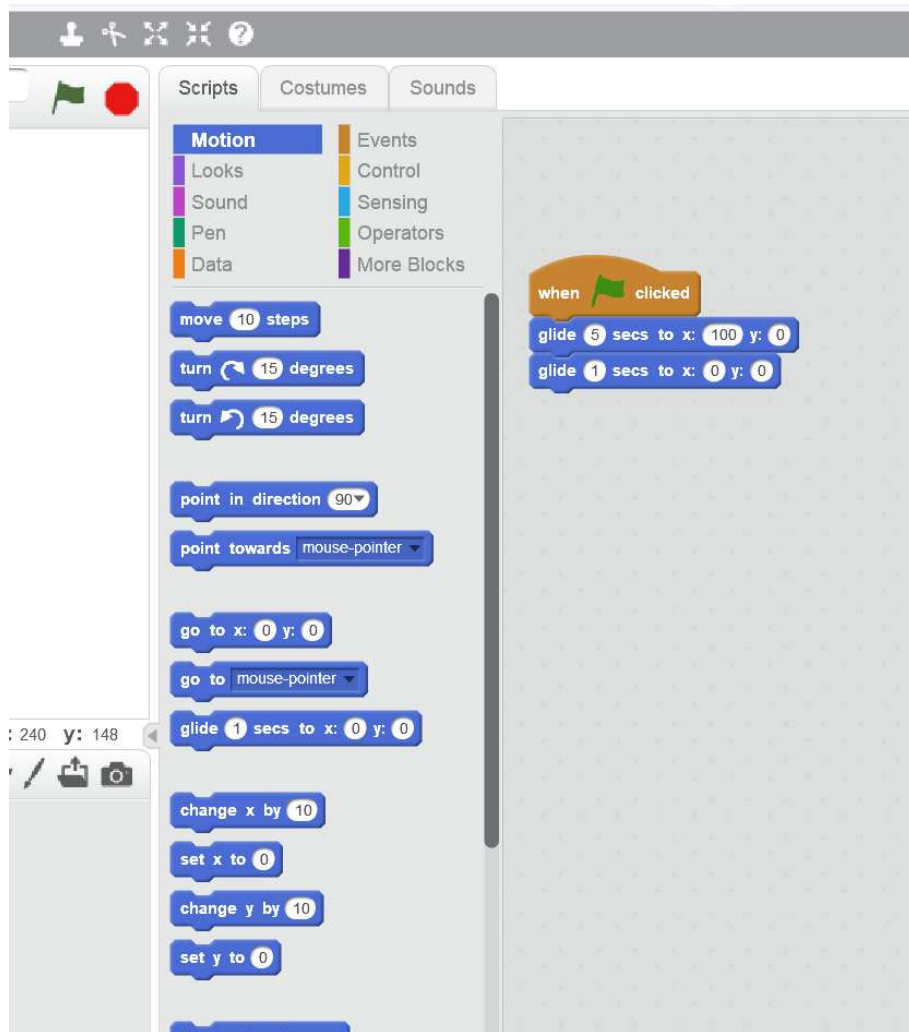 Scripts Costumes Sounds
Motion Events
Looks Control
Sound Sensing
Pen Operators
Data More Blocks
when clicked
glide 5 secs to x: 100 y: 0
glide 1 secs to x: 0 y: 0
move 10 steps
turn 15 degrees
turn 15 degrees
point in direction 90
point towards mouse-pointer
go to x: 0 y: 0
go to mouse-pointer
glide 1 secs to x: 0 y: 0
: 240 y: 148
change x by 10
set x to 0
change y by 10
set y to 0